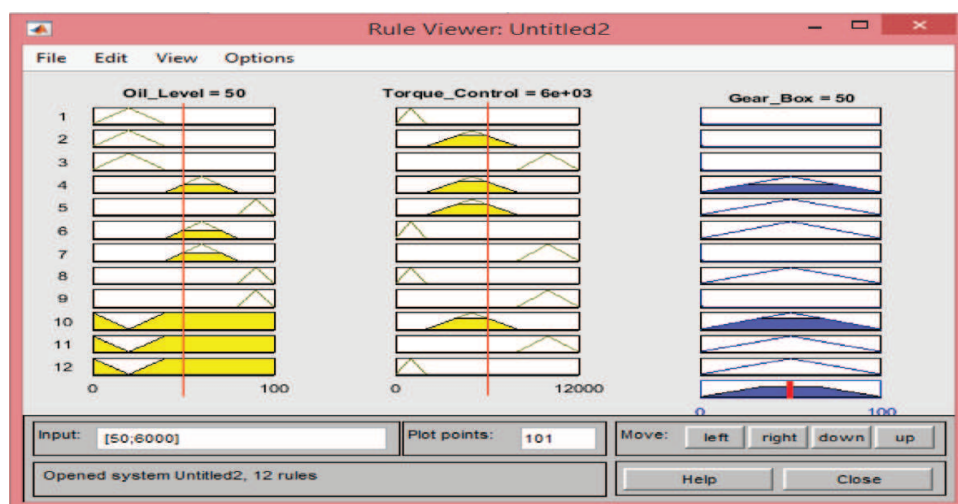 Rule Viewer: Untitled2
File Edit View Options
Oil_Level = 50 Torque_Control = 6e+03 Gear_Box = 50
1
2
3
4
5
6
7
8
9
10
11
12
0 100 0 12000
0 100
Input: [50;6000] Plot points: 101 Move: left right down up
Opened system Untitled2, 12 rules Help Close